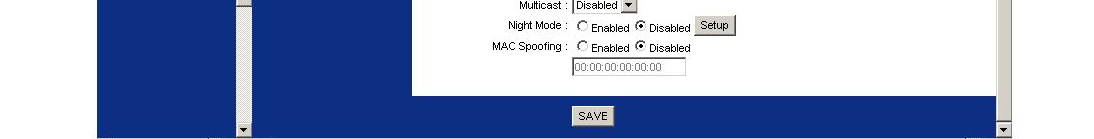 Multicast : Disabled
Night Mode : Enabled Disabled Setup
MAC Spoofing : Enabled Disabled
00:00:00:00:00:00
SAVE